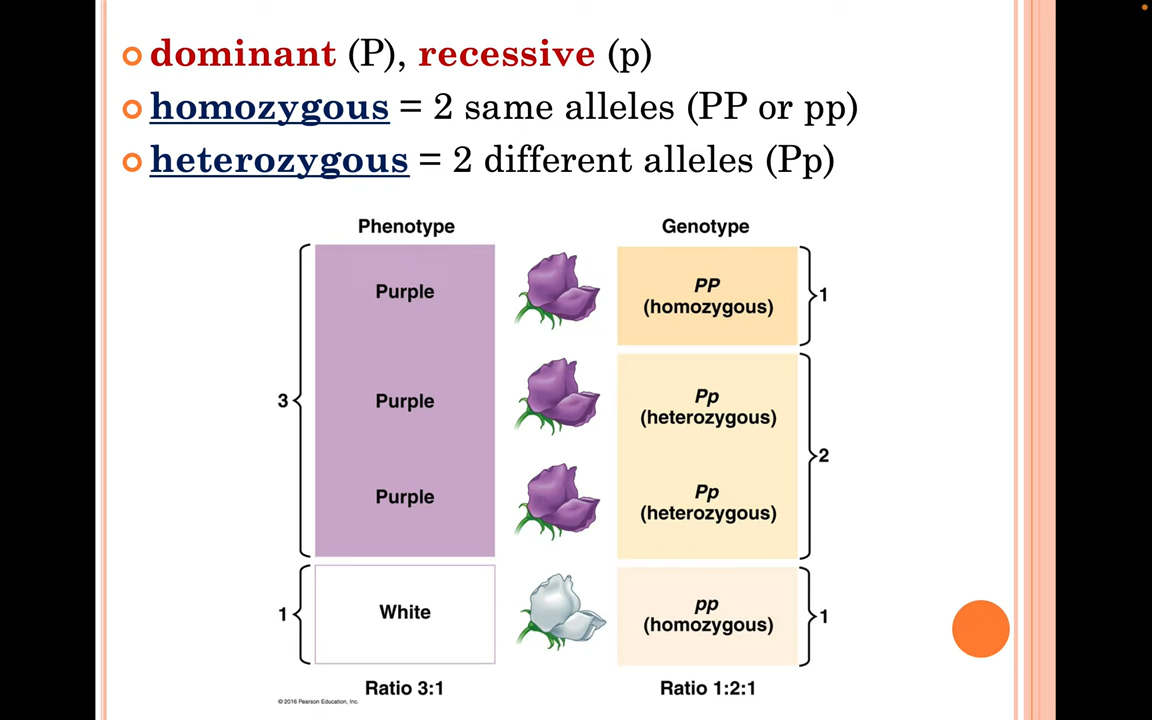 dominant (P), recessive (p)
homozygous = 2 same alleles (PP or pp)
heterozygous = 2 different alleles (Pp)
Phenotype
Genotype
Purple
PP
(homozygous)
1
3
Purple
Pp
(heterozygous)
2
Purple
Pp
(heterozygous)
1
White
pp
(homozygous)
1
Ratio 3:1
Ratio 1:2:1
© 2016 Pearson Education, Inc.